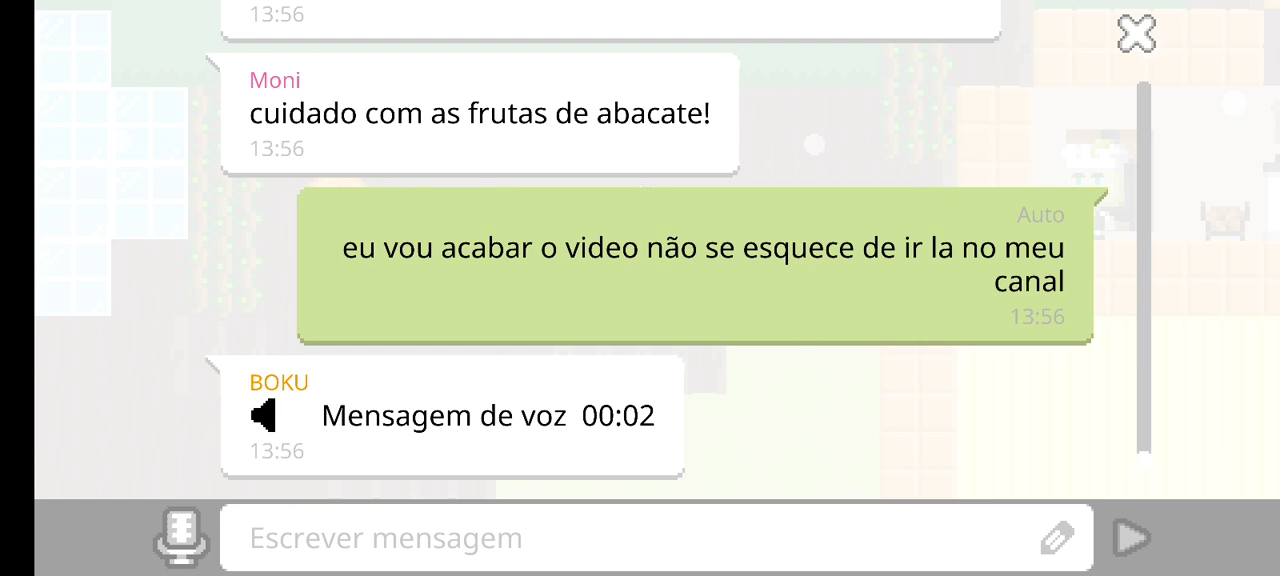 13:56
Moni
cuidado com as frutas de abacate!
13:56
Auto
eu vou acabar o video não se esquece de ir la no meu
canal
13:56
BOKU
Mensagem de voz 00:02
13:56
Escrever mensagem